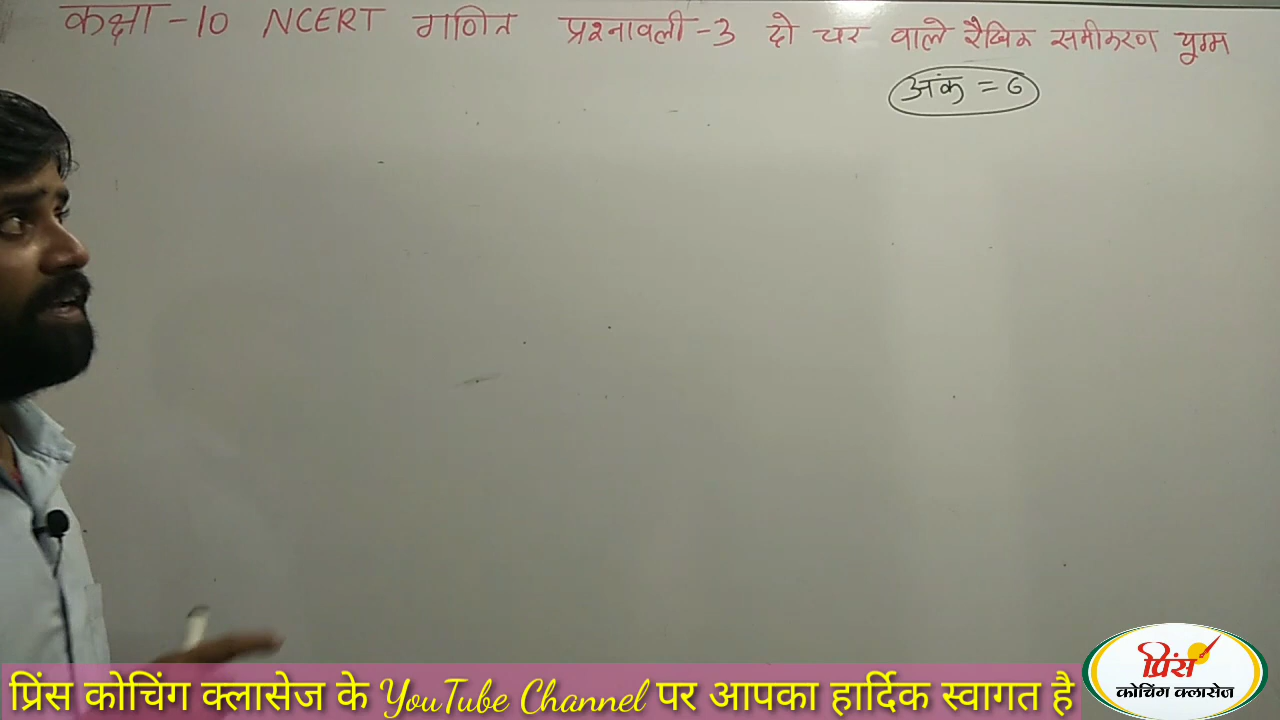 कक्षा -10 NCERT गणित प्रश्नावली -3 दो चर वाले रैखिक समीकरण युग्म
अंक = 6
प्रिंस कोचिंग क्लासेज के YouTube Channel पर आपका हार्दिक स्वागत है
प्रिंस
कोचिंग क्लासेज